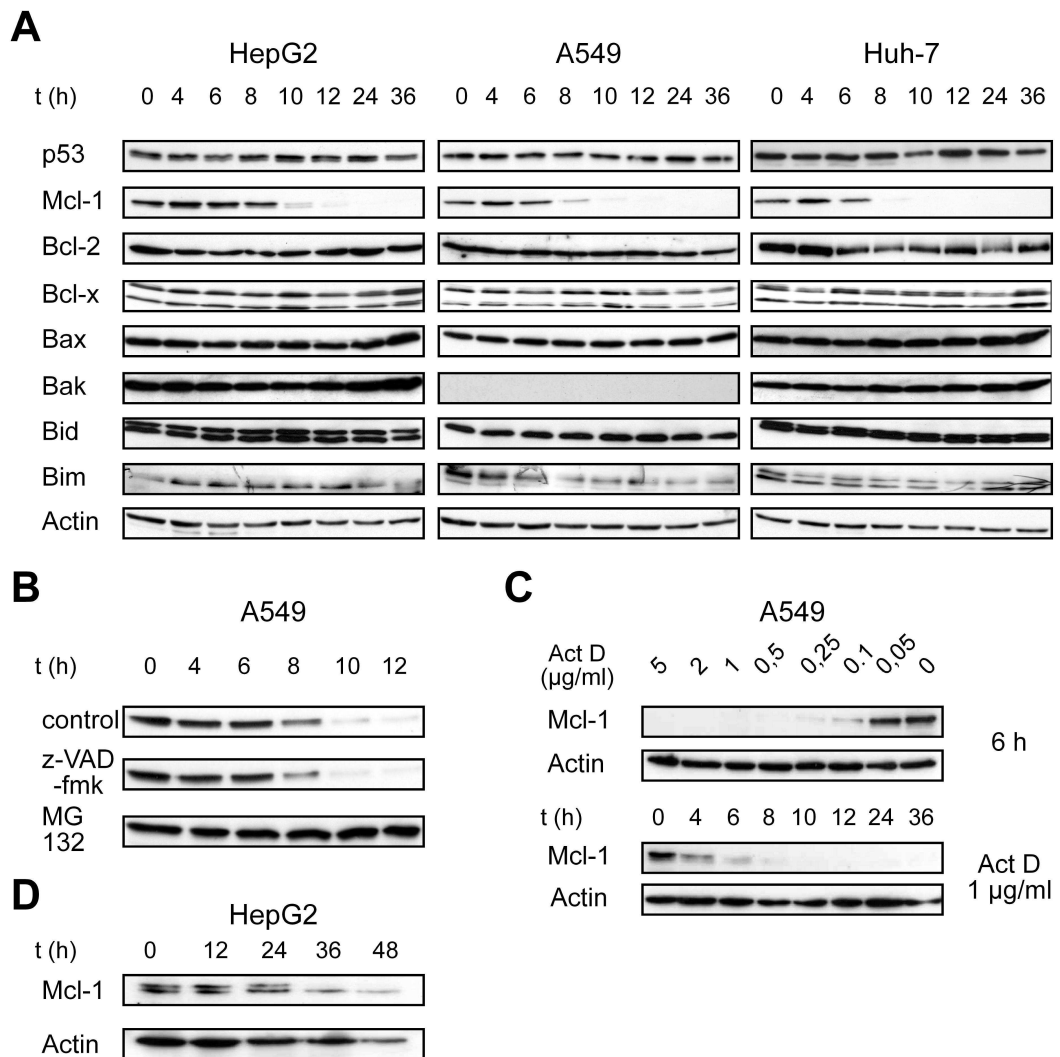 A
HepG2 A549 Huh-7
t (h) 0 4 6 8 10 12 24 36 0 4 6 8 10 12 24 36 0 4 6 8 10 12 24 36
p53
Mcl-1
Bcl-2
Bcl-x
Bax
Bak
Bid
Bim
Actin
B
A549
t (h) 0 4 6 8 10 12
control
z-VAD
-fmk
MG
132
C
A549
Act D
(µg/ml)
5 2 1 0,5 0,25 0.1 0,05 0
Mcl-1
Actin
6 h
t (h) 0 4 6 8 10 12 24 36
Mcl-1
Actin
Act D
1 µg/ml
D
HepG2
t (h) 0 12 24 36 48
Mcl-1
Actin